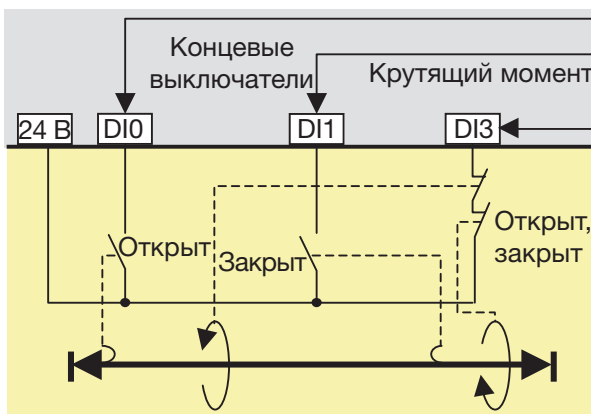 Концевые
выключатели
Крутящий момент
24 В
DI0
DI1
DI3
Открыт
Закрыт
Открыт,
закрыт